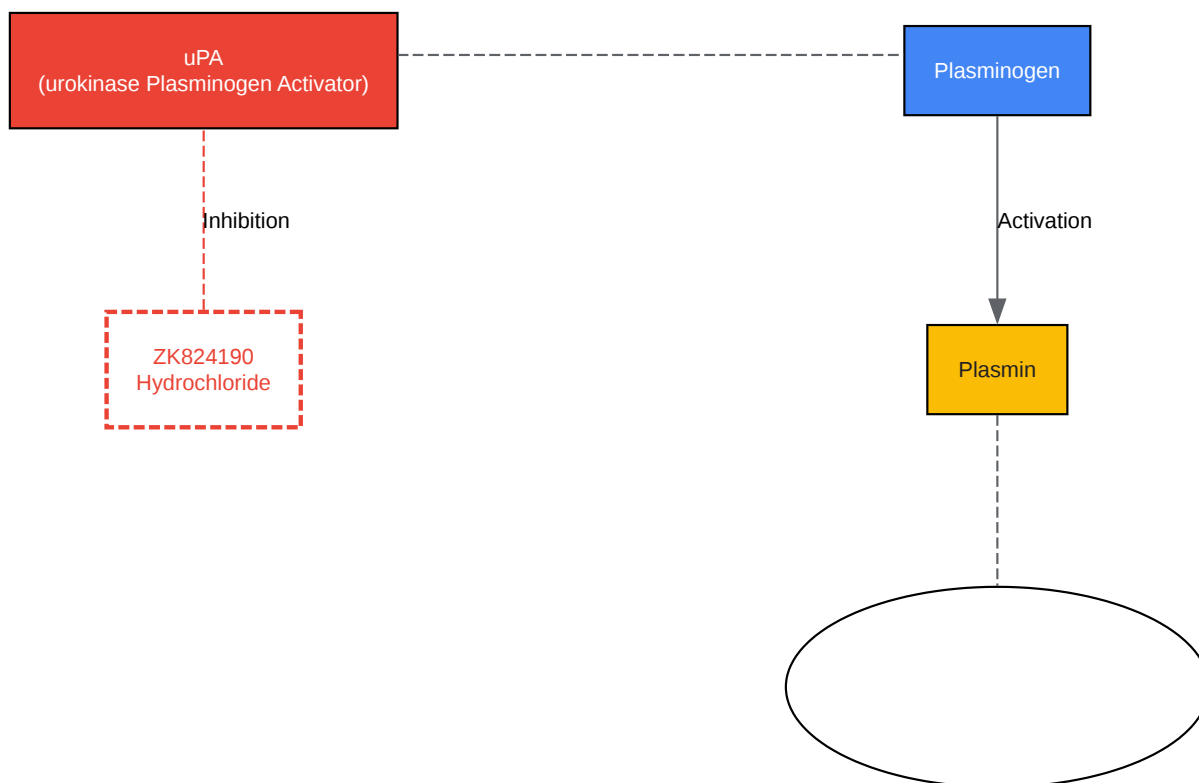 uPA
(urokinase Plasminogen Activator)
Plasminogen
Inhibition
Activation
ZK824190
Hydrochloride
Plasmin